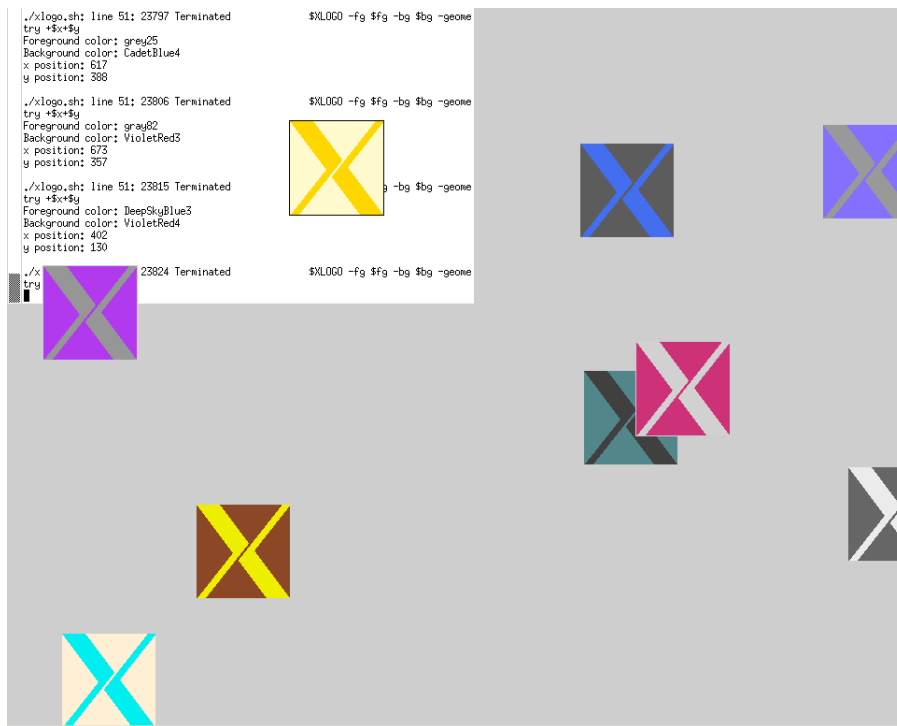 ./xlogo.sh: line 51: 23797 Terminated $XLOGO -fg $fg -bg $bg -geome
try +$x+$y
Foreground color: grey25
Background color: CadetBlue4
x position: 617
y position: 388
./xlogo.sh: line 51: 23806 Terminated $XLOGO -fg $fg -bg $bg -geome
try +$x+$y
Foreground color: gray82
Background color: VioletRed3
x position: 673
y position: 357
./xlogo.sh: line 51: 23815 Terminated g -bg $bg -geome
try +$x+$y
Foreground color: DeepSkyBlue3
Background color: VioletRed4
x position: 402
y position: 130
./x 23824 Terminated $XLOGO -fg $fg -bg $bg -geome
try